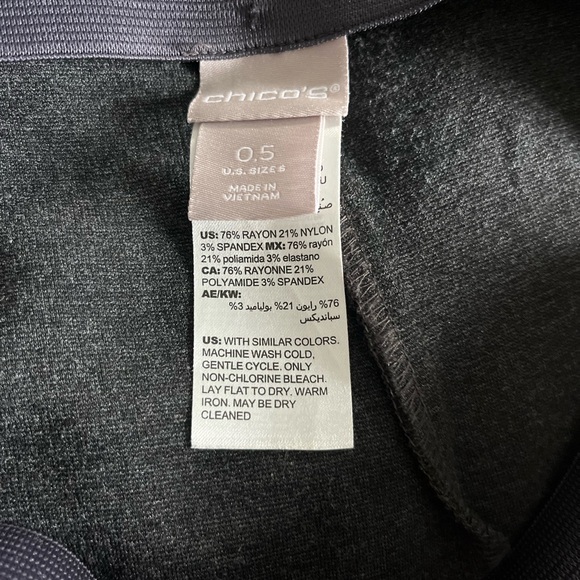 chico's®
0.5
U.S. SIZE 6
MADE IN
VIETNAM
US: 76% RAYON 21% NYLON
3% SPANDEX MX: 76% rayón
21% poliamida 3% elastano
CA: 76% RAYONNE 21%
POLYAMIDE 3% SPANDEX
AE/KW:
76% رايون 21% بولياميد 3%
سبانديكس
US: WITH SIMILAR COLORS.
MACHINE WASH COLD,
GENTLE CYCLE. ONLY
NON-CHLORINE BLEACH.
LAY FLAT TO DRY. WARM
IRON. MAY BE DRY
CLEANED